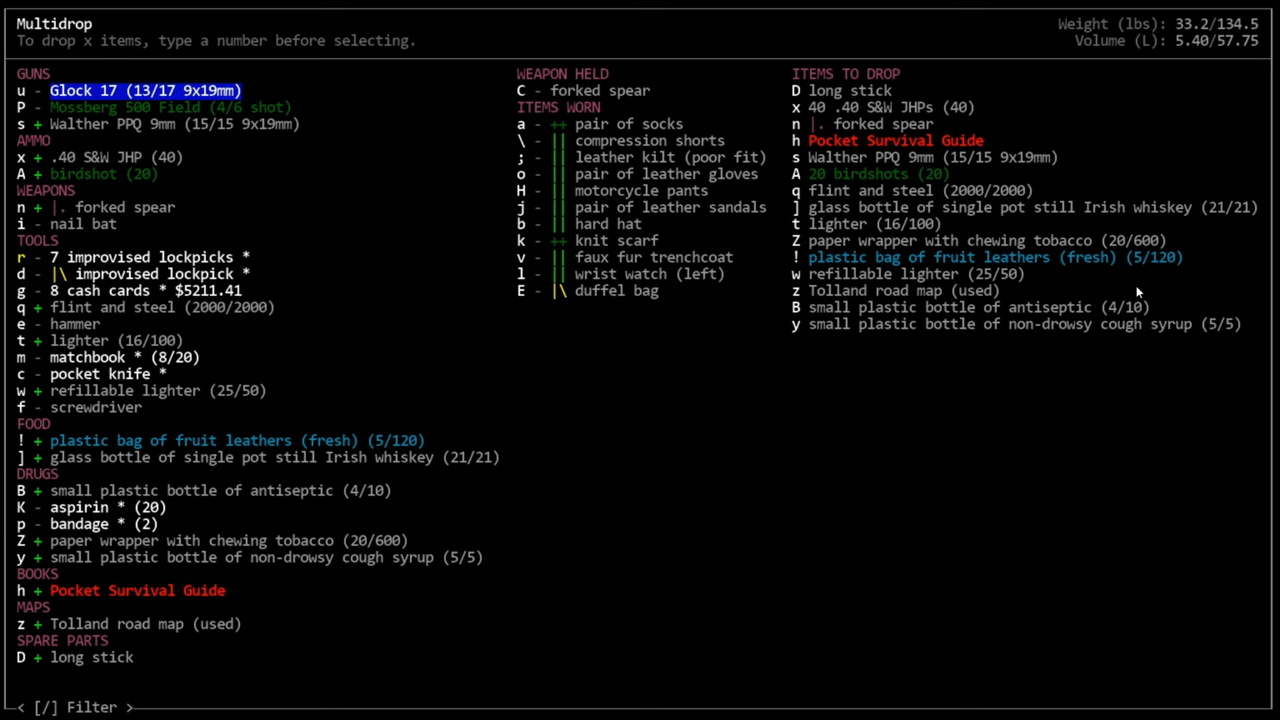 Multidrop
Weight (lbs): 33.2/134.5
To drop x items, type a number before selecting.
Volume (L): 5.40/57.75
GUNS
u - Glock 17 (13/17 9x19mm)
P - Mossberg 500 Field (4/6 shot)
s + Walther PPQ 9mm (15/15 9x19mm)
AMMO
x + .40 S&W JHP (40)
A + birdshot (20)
WEAPONS
n + |. forked spear
i - nail bat
TOOLS
r - 7 improvised lockpicks *
d - |\ improvised lockpick *
g - 8 cash cards * $5211.41
q + flint and steel (2000/2000)
e - hammer
t + lighter (16/100)
m - matchbook * (8/20)
c - pocket knife *
w + refillable lighter (25/50)
f - screwdriver
FOOD
! + plastic bag of fruit leathers (fresh) (5/120)
] + glass bottle of single pot still Irish whiskey (21/21)
DRUGS
B + small plastic bottle of antiseptic (4/10)
K - aspirin * (20)
p - bandage * (2)
Z + paper wrapper with chewing tobacco (20/600)
y + small plastic bottle of non-drowsy cough syrup (5/5)
BOOKS
h + Pocket Survival Guide
MAPS
z + Tolland road map (used)
SPARE PARTS
D + long stick
WEAPON HELD
C - forked spear
ITEMS WORN
a - ++ pair of socks
\ - || compression shorts
; - || leather kilt (poor fit)
o - || pair of leather gloves
H - || motorcycle pants
j - || pair of leather sandals
b - || hard hat
k - ++ knit scarf
v - || faux fur trenchcoat
l - || wrist watch (left)
E - |\ duffel bag
ITEMS TO DROP
D long stick
x 40 .40 S&W JHPs (40)
n |. forked spear
h Pocket Survival Guide
s Walther PPQ 9mm (15/15 9x19mm)
A 20 birdshots (20)
q flint and steel (2000/2000)
] glass bottle of single pot still Irish whiskey (21/21)
t lighter (16/100)
Z paper wrapper with chewing tobacco (20/600)
! plastic bag of fruit leathers (fresh) (5/120)
w refillable lighter (25/50)
z Tolland road map (used)
B small plastic bottle of antiseptic (4/10)
y small plastic bottle of non-drowsy cough syrup (5/5)
< [/] Filter >